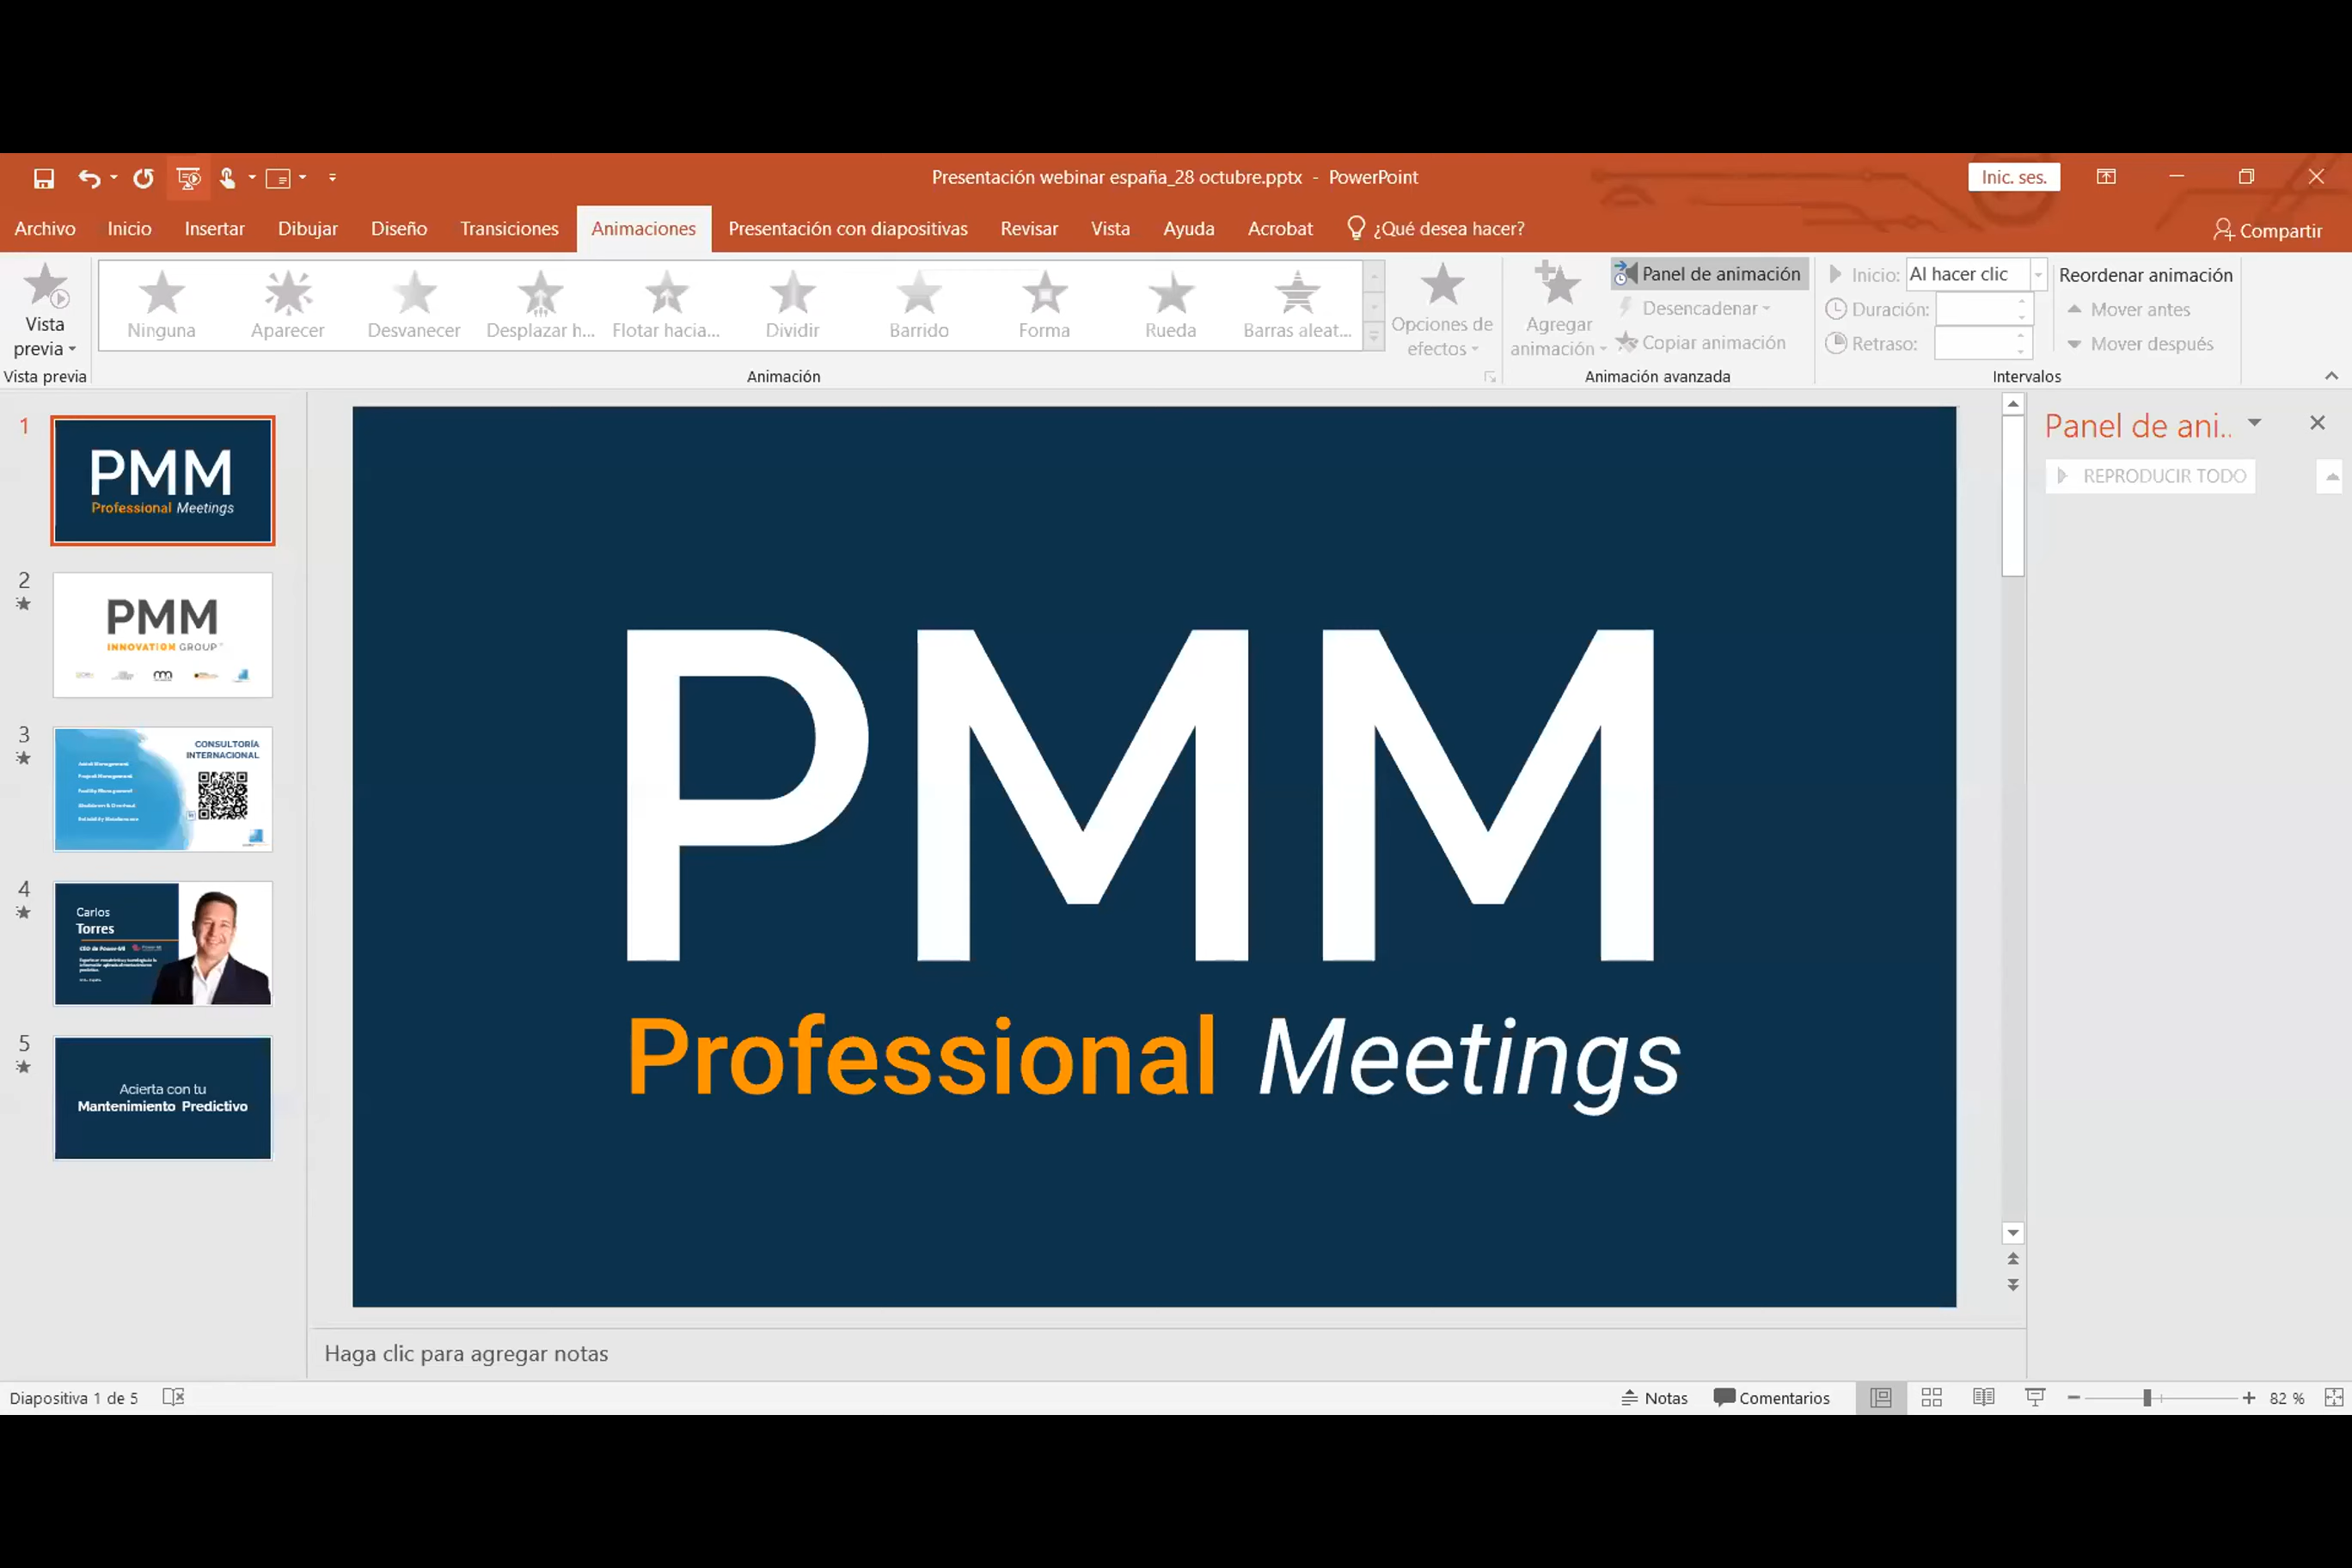 Presentación webinar españa_28 octubre.pptx - PowerPoint
Inic. ses.
Archivo Inicio Insertar Dibujar Diseño Transiciones Animaciones Presentación con diapositivas Revisar Vista Ayuda Acrobat ¿Qué desea hacer? Compartir
Vista previa
Ninguna Aparecer Desvanecer Desplazar h... Flotar hacia... Dividir Barrido Forma Rueda Barras aleat...
Opciones de efectos
Agregar animación
Panel de animación
Desencadenar
Copiar animación
Inicio: Al hacer clic
Duración:
Retraso:
Reordenar animación
Mover antes
Mover después
Vista previa Animación Animación avanzada Intervalos
1
PMM
Professional Meetings
2
PMM
INNOVATION GROUP
3
CONSULTORÍA
INTERNACIONAL
4
Carlos
Torres
5
Acierta con tu
Mantenimiento Predictivo
PMM
Professional Meetings
Panel de ani..
REPRODUCIR TODO
Haga clic para agregar notas
Diapositiva 1 de 5
Notas Comentarios 82 %